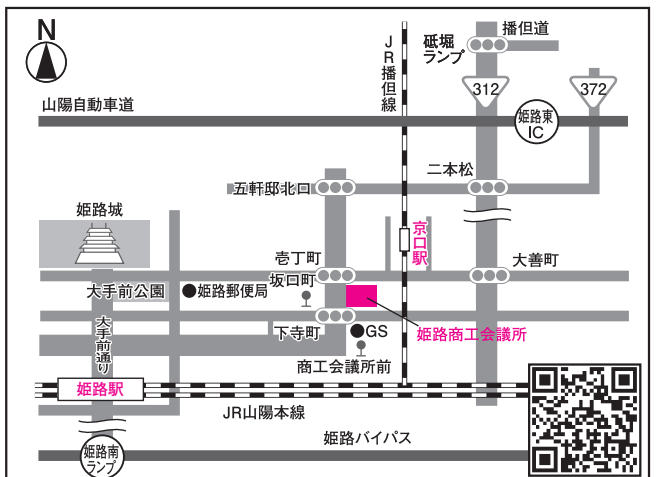 N
JR播但線
砥堀
ランプ
播但道
312
372
山陽自動車道
姫路東
IC
二本松
五軒邸北口
姫路城
京口駅
壱丁町
大善町
坂口町
大手前公園
姫路郵便局
大手前通り
下寺町
GS
姫路商工会議所
商工会議所前
姫路駅
JR山陽本線
姫路バイパス
姫路南
ランプ